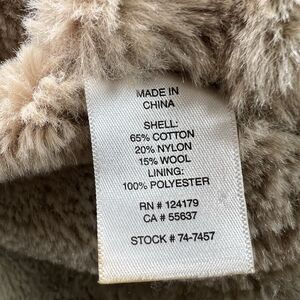 MADE IN
CHINA
SHELL:
65% COTTON
20% NYLON
15% WOOL
LINING:
100% POLYESTER
RN # 124179
CA # 55637
STOCK # 74-7457